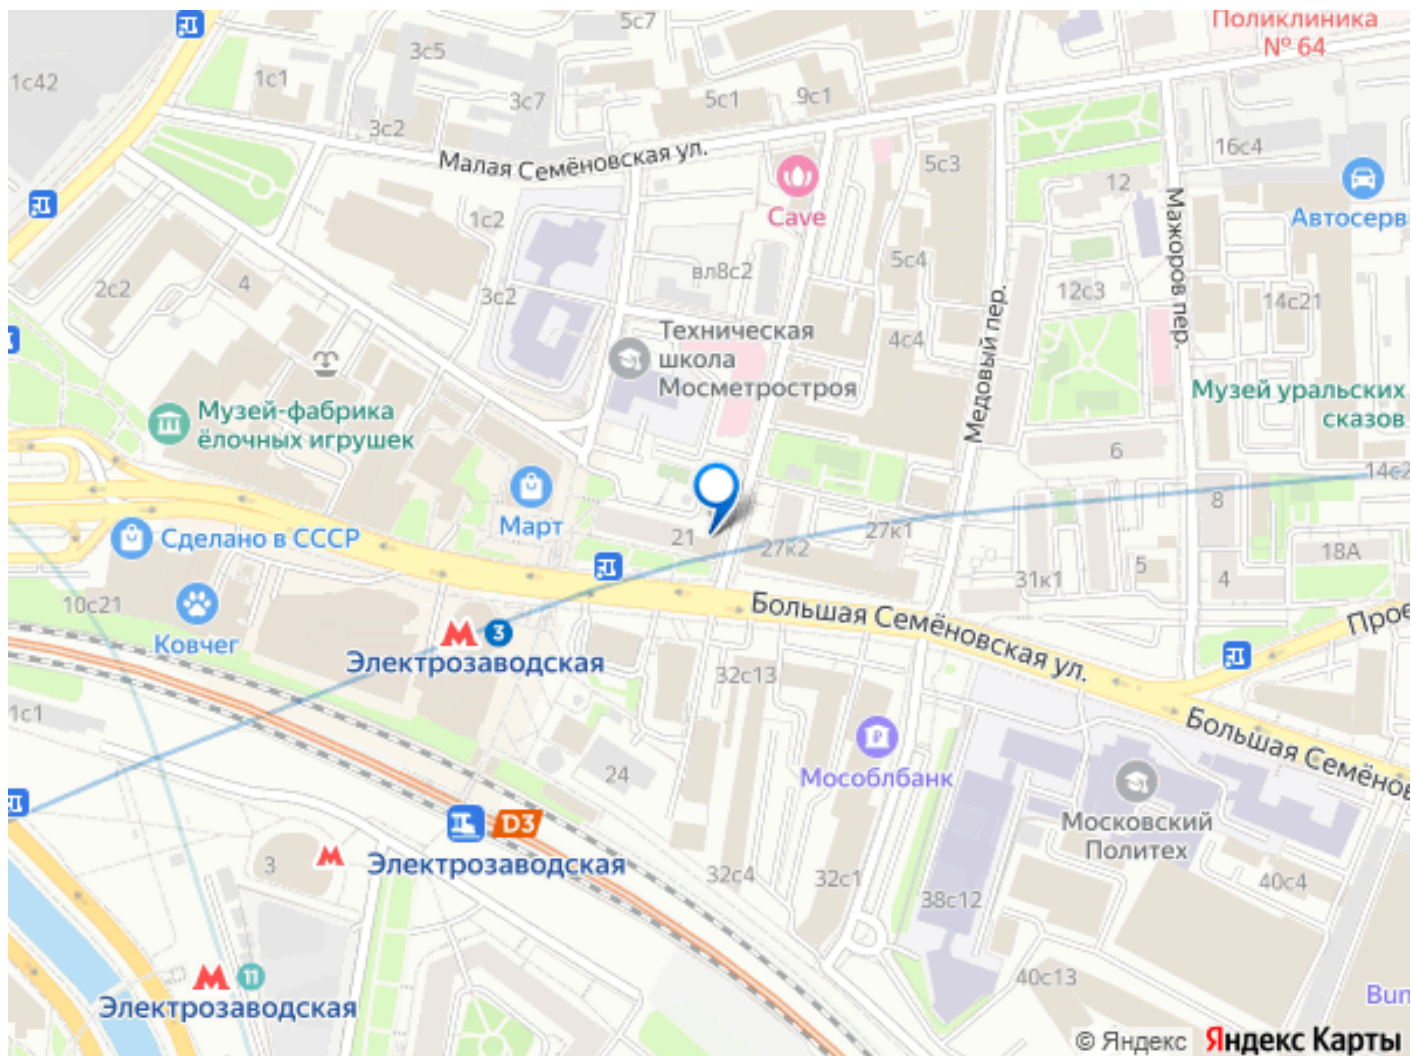 5с7
Поликлиника
№ 64
3с5
1с42
1с1
3с7
5с1
9с1
3с2
Малая Семёновская ул.
5с3
16с4
12
Cave
1с2
Мажоров пер.
Автосерв
5с4
вл8с2
2с2
4
3с2
12с3
14с21
Техническая
школа
Мосметростроя
4с4
Медовый пер.
Музей уральских
сказов
Музей-фабрика
ёлочных игрушек
6
14с2
8
Март
Сделано в СССР
21
27к2
27к1
18А
31к1
5
4
10с21
Большая Семёновская ул.
Прое
Ковчег
3
Электрозаводская
32с13
1с1
Большая Семёнов
Мособлбанк
24
D3
Московский
Политех
Электрозаводская
3
32с4
32с1
38с12
40с4
11
Электрозаводская
40с13
Bun
© Яндекс Яндекс Карты